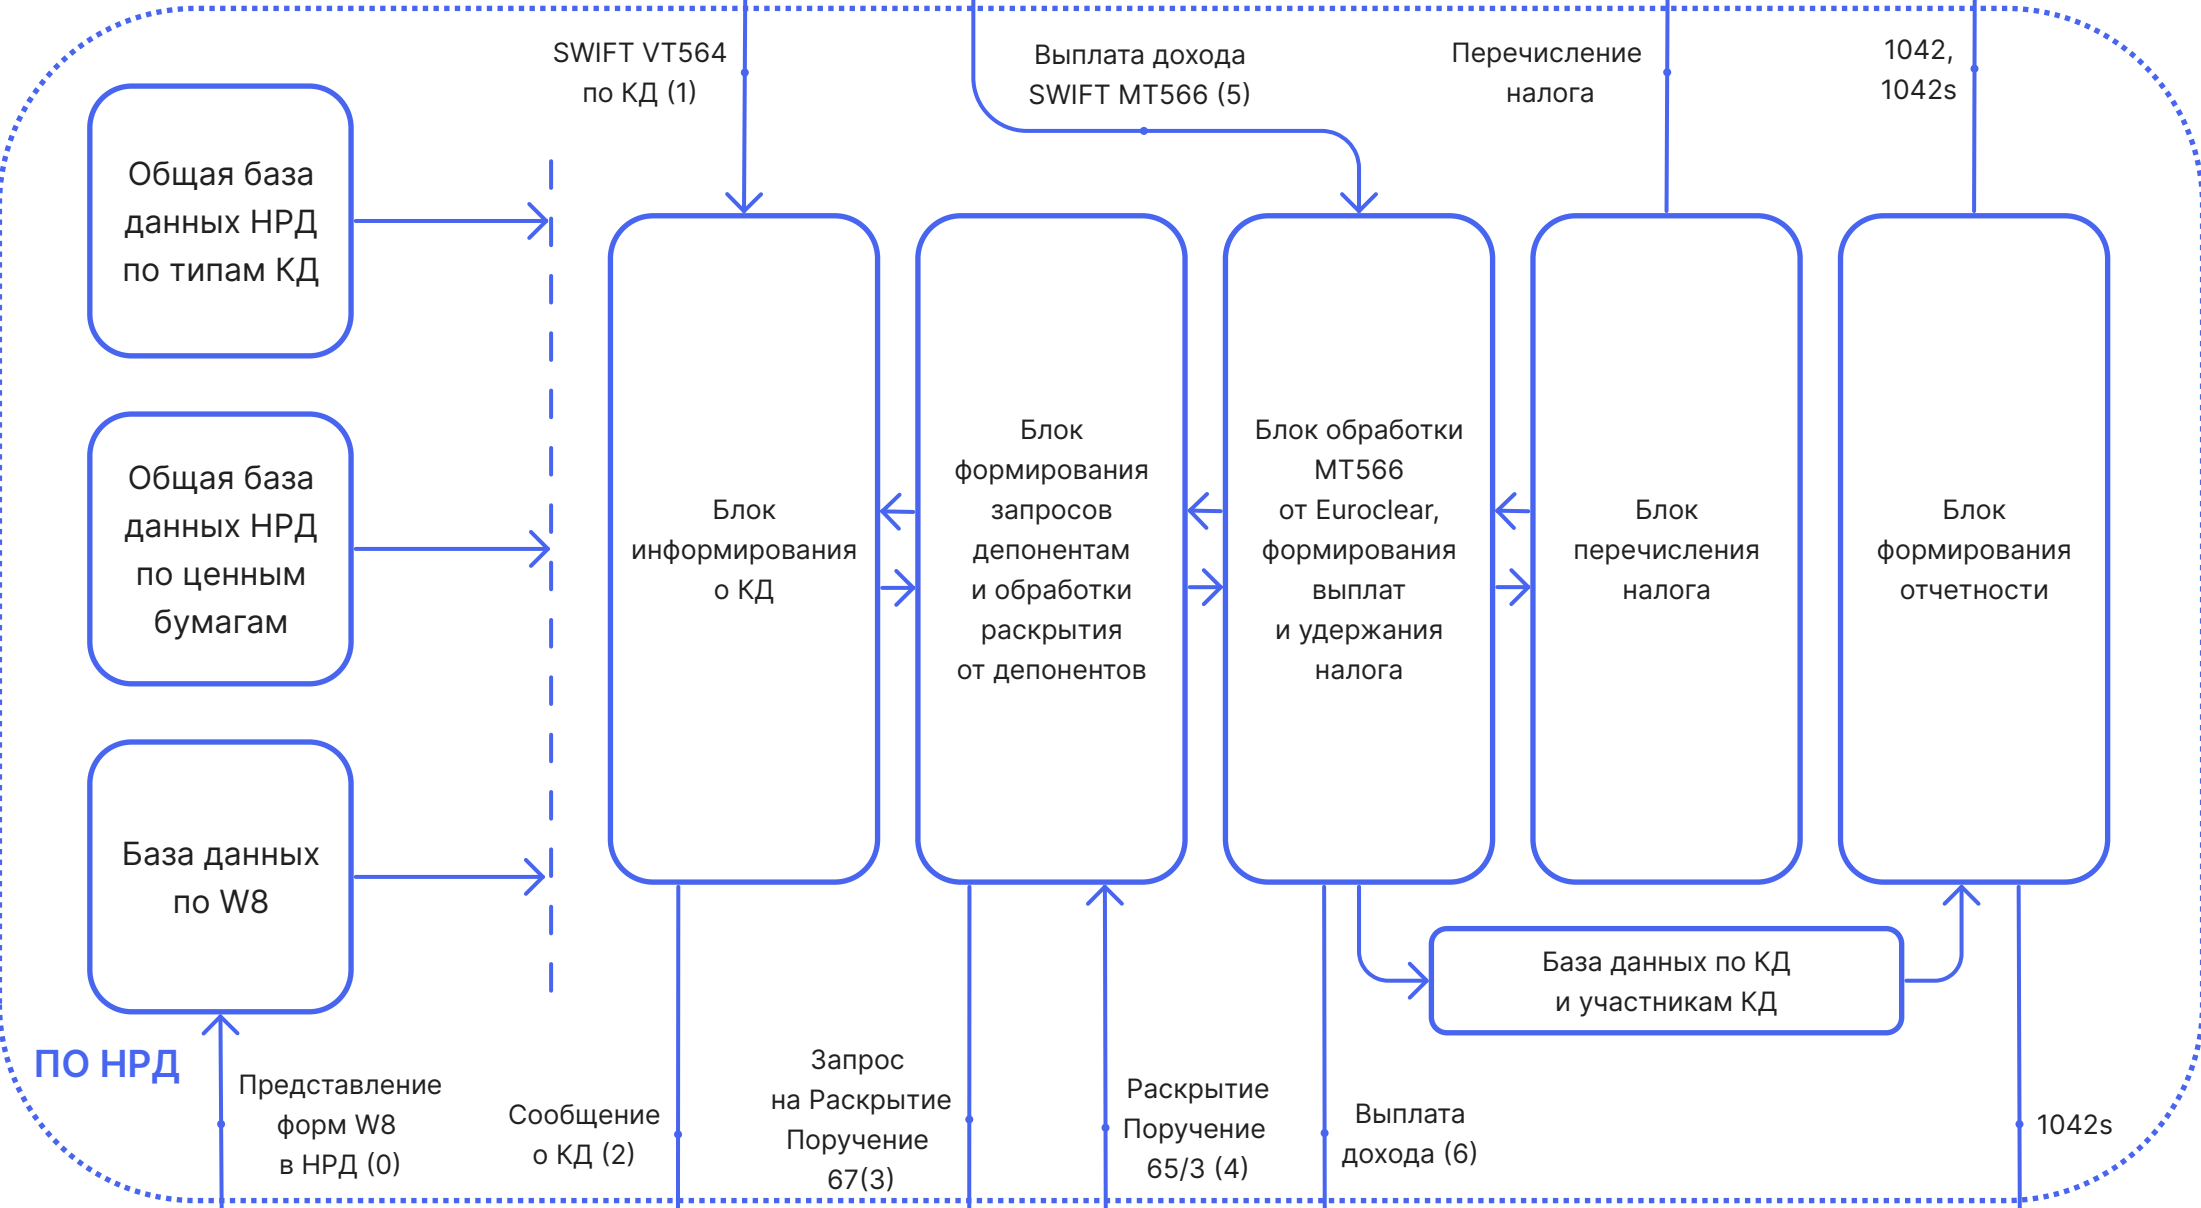 SWIFT VT564
по КД (1)
Выплата дохода
SWIFT MT566 (5)
Перечисление
налога
1042,
1042s
Общая база
данных НРД
по типам КД
Общая база
данных НРД
по ценным
бумагам
База данных
по W8
Блок
информирования
о КД
Блок
формирования
запросов
депонентам
и обработки
раскрытия
от депонентов
Блок обработки
МТ566
от Euroclear,
формирования
выплат
и удержания
налога
Блок
перечисления
налога
Блок
формирования
отчетности
База данных по КД
и участникам КД
ПО НРД
Представление
форм W8
в НРД (0)
Сообщение
о КД (2)
Запрос
на Раскрытие
Поручение
67(3)
Раскрытие
Поручение
65/3 (4)
Выплата
дохода (6)
1042s